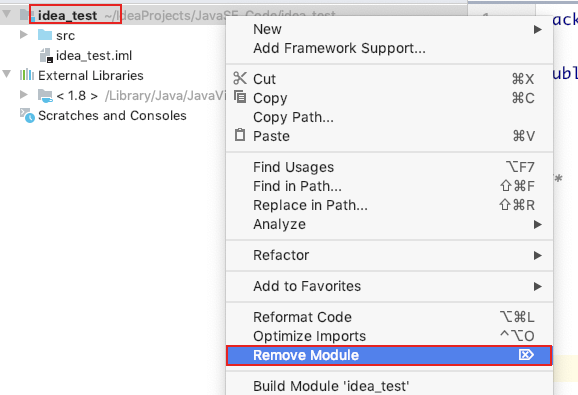 idea_test ~/IdeaProjects/JavaSE_Code/idea_test
src
idea_test.iml
External Libraries
< 1.8 > /Library/Java/JavaVi
Scratches and Consoles
New
Add Framework Support...
Cut ⌘X
Copy ⌘C
Copy Path...
Paste ⌘V
Find Usages ⌥F7
Find in Path... ⇧⌘F
Replace in Path... ⇧⌘R
Analyze
Refactor
Add to Favorites
Reformat Code ⌥⌘L
Optimize Imports ^⌥O
Remove Module ⌦
Build Module 'idea_test'
ack
ubl
*